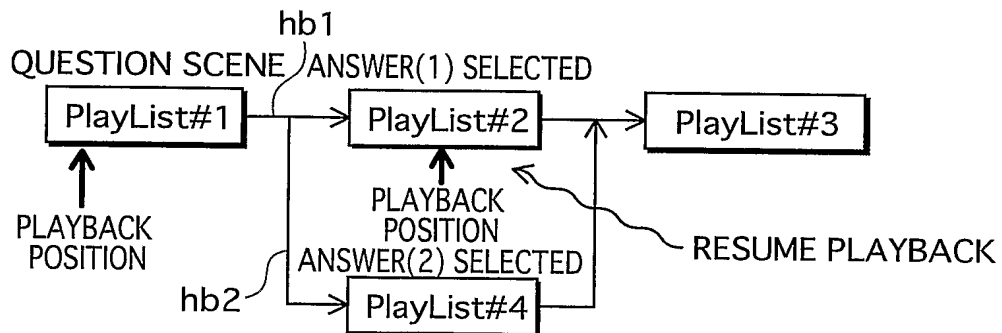 hb1
QUESTION SCENE ANSWER(1) SELECTED
PlayList#1
PlayList#2
PlayList#3
PLAYBACK
POSITION
PLAYBACK
POSITION
RESUME PLAYBACK
ANSWER(2) SELECTED
hb2
PlayList#4